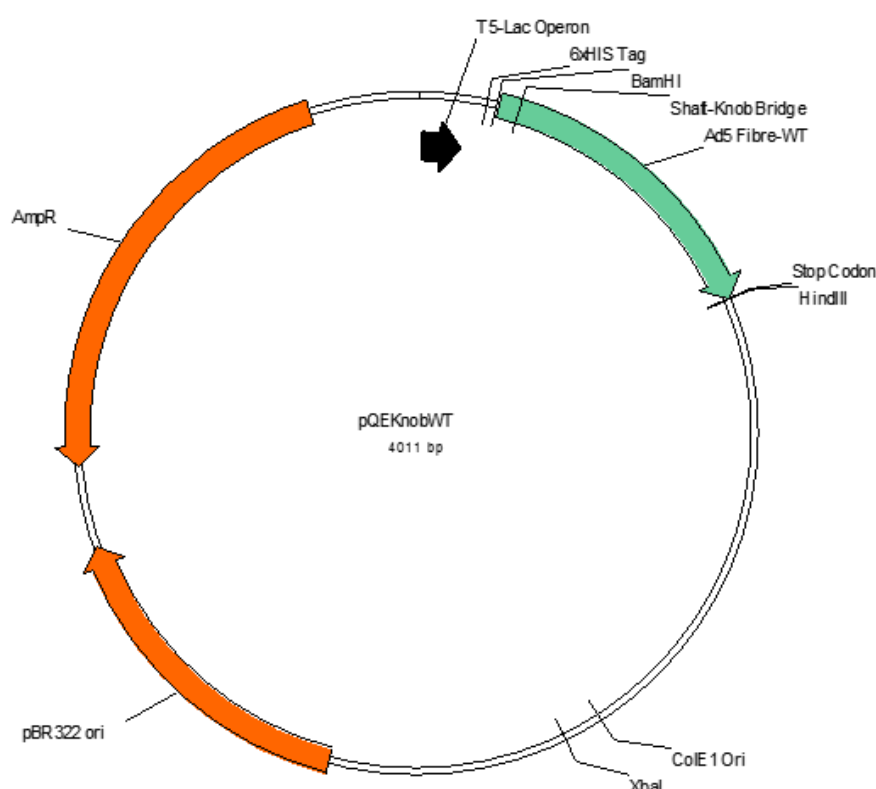 T5-Lac Operon
6xHIS Tag
BamHI
Shaft-Knob Bridge
Ad5 Fibre-WT
AmpR
Stop Codon
HindIII
pQEKnobWT
4011 bp
pBR322 ori
ColE1 Ori
XbaI